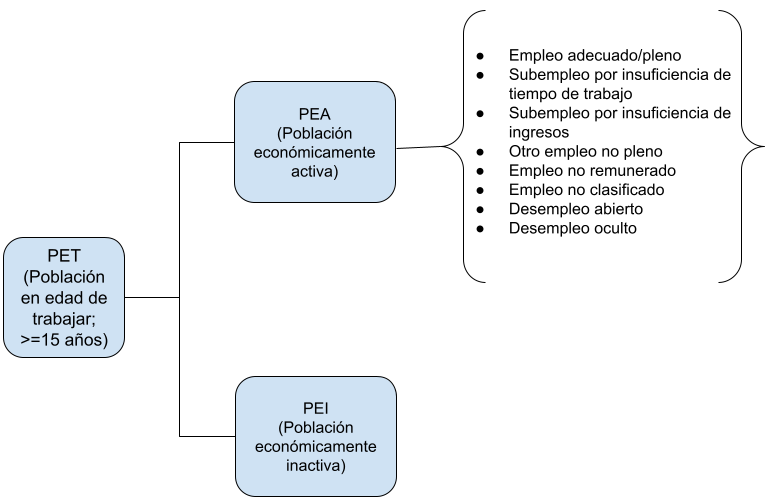 PEA
(Población
económicamente
activa)
● Empleo adecuado/pleno
● Subempleo por insuficiencia de
tiempo de trabajo
● Subempleo por insuficiencia de
ingresos
● Otro empleo no pleno
● Empleo no remunerado
● Empleo no clasificado
● Desempleo abierto
● Desempleo oculto
PET
(Población
en edad de
trabajar;
>=15 años)
PEI
(Población
económicamente
inactiva)